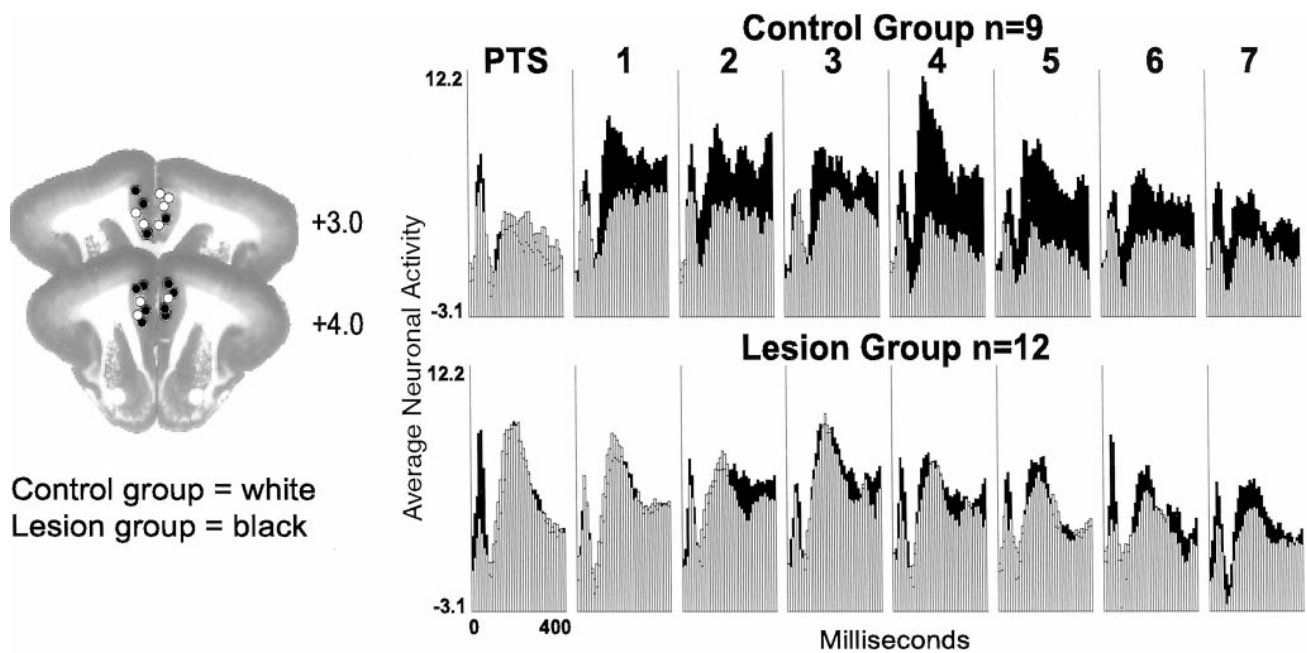 Control Group n=9
PTS 1 2 3 4 5 6 7
12.2
-3.1
+3.0
+4.0
Control group = white
Lesion group = black
Average Neuronal Activity
Lesion Group n=12
12.2
-3.1
0 400
Milliseconds